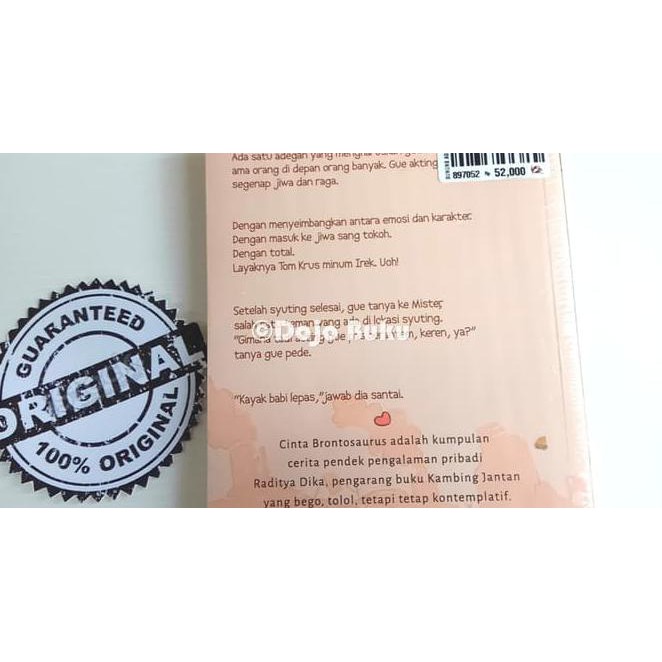 Ada satu adegan yang
ama orang di depan orang banyak. Gue akting
segenap jiwa dan raga.
897052 52,000
Dengan menyeimbangkan antara emosi dan karakter.
Dengan masuk ke jiwa sang tokoh.
Dengan total.
Layaknya Tom Krus minum Irek. Uoh!
Setelah syuting selesai, gue tanya ke Mister,
yang ada di lokasi syuting.
keren, ya?"
tanya gue pede.
©Dojo Buku
"Kayak babi lepas,"jawab dia santai.
Cinta Brontosaurus adalah kumpulan
cerita pendek pengalaman pribadi
Raditya Dika, pengarang buku Kambing Jantan
yang bego, tolol, tetapi tetap kontemplatif.
GUARANTEED
ORIGINAL
100% ORIGINAL